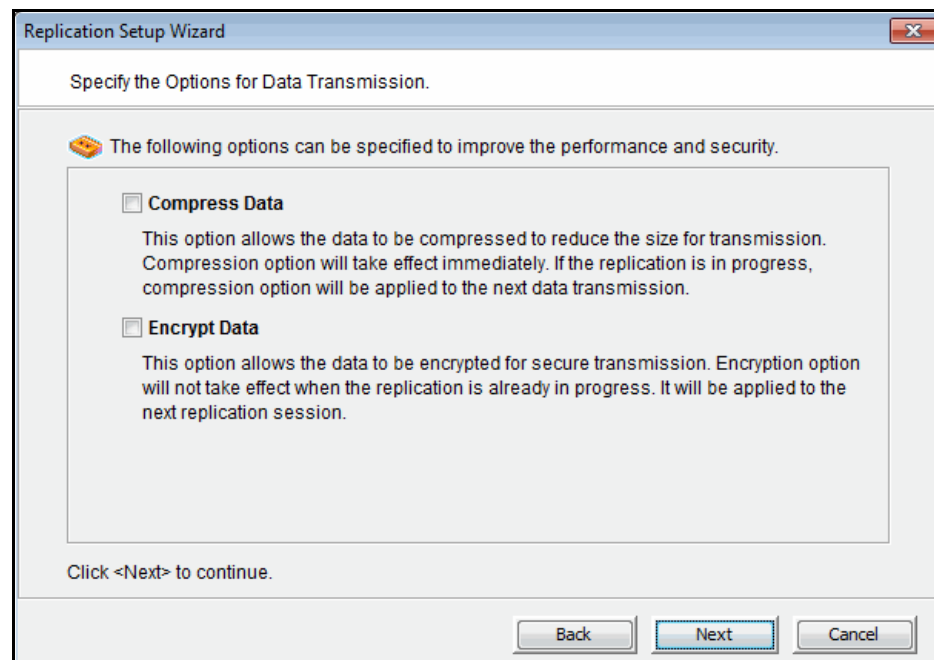 Replication Setup Wizard
Specify the Options for Data Transmission.
The following options can be specified to improve the performance and security.
Compress Data
This option allows the data to be compressed to reduce the size for transmission.
Compression option will take effect immediately. If the replication is in progress,
compression option will be applied to the next data transmission.
Encrypt Data
This option allows the data to be encrypted for secure transmission. Encryption option
will not take effect when the replication is already in progress. It will be applied to the
next replication session.
Click <Next> to continue.
Back Next Cancel